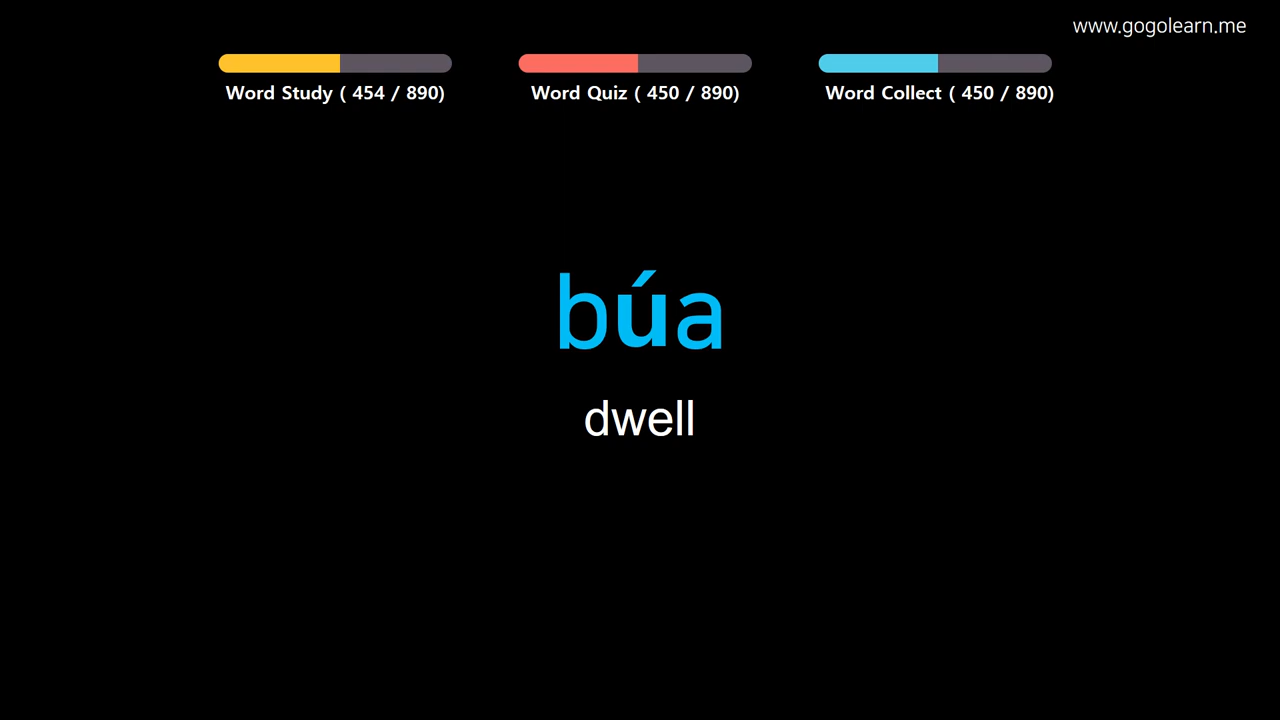 www.gogolearn.me
Word Study ( 454 / 890)
Word Quiz ( 450 / 890)
Word Collect ( 450 / 890)
búa
dwell